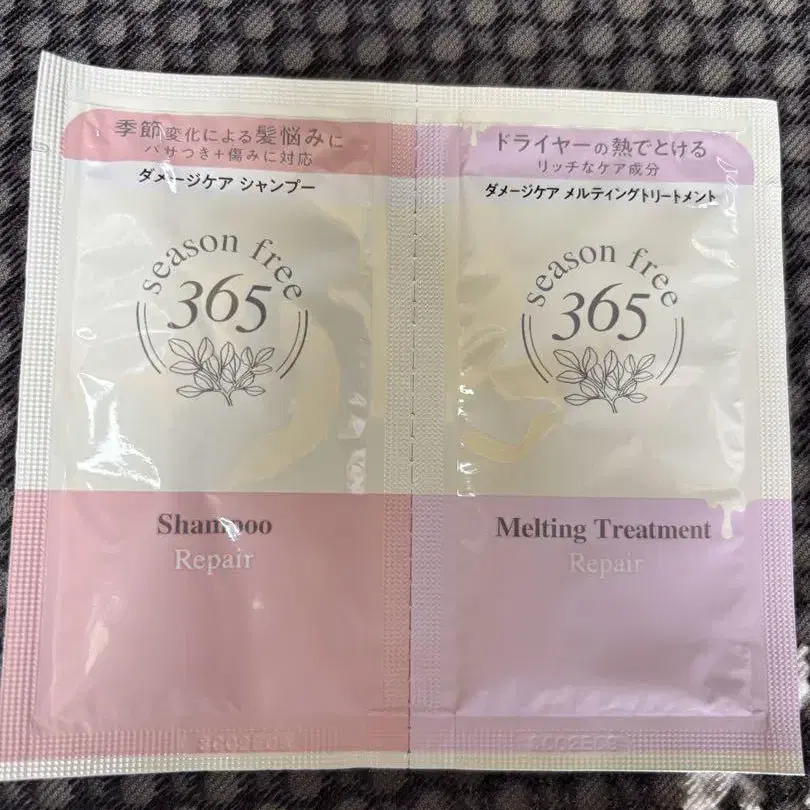 季節変化による髪悩みに
パサつき+傷みに対応
ダメージケア シャンプー
season free
365
Shampoo
Repair
ドライヤーの熱でとける
リッチなケア成分
ダメージケア メルティングトリートメント
season free
365
Melting Treatment
Repair